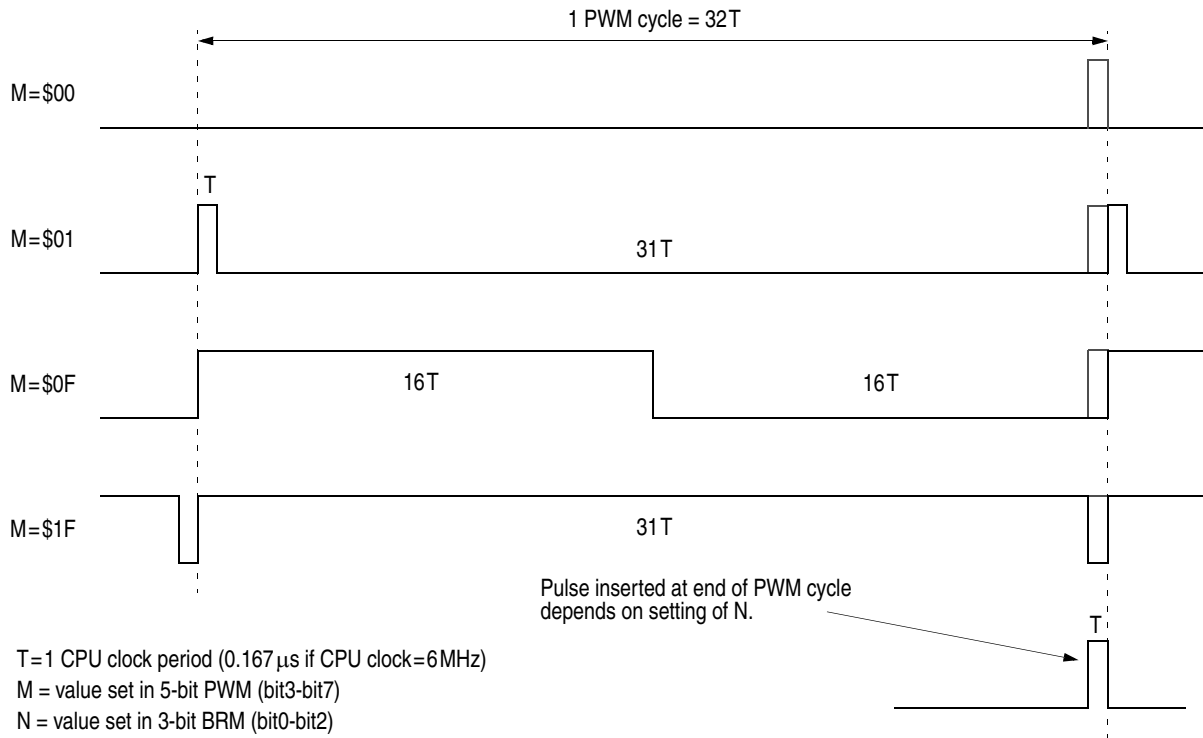 1 PWM cycle = 32T
M=$00
T
M=$01
31T
M=$0F
16T
16T
M=$1F
31T
Pulse inserted at end of PWM cycle
depends on setting of N.
T
T=1 CPU clock period (0.167 μs if CPU clock=6MHz)
M = value set in 5-bit PWM (bit3-bit7)
N = value set in 3-bit BRM (bit0-bit2)